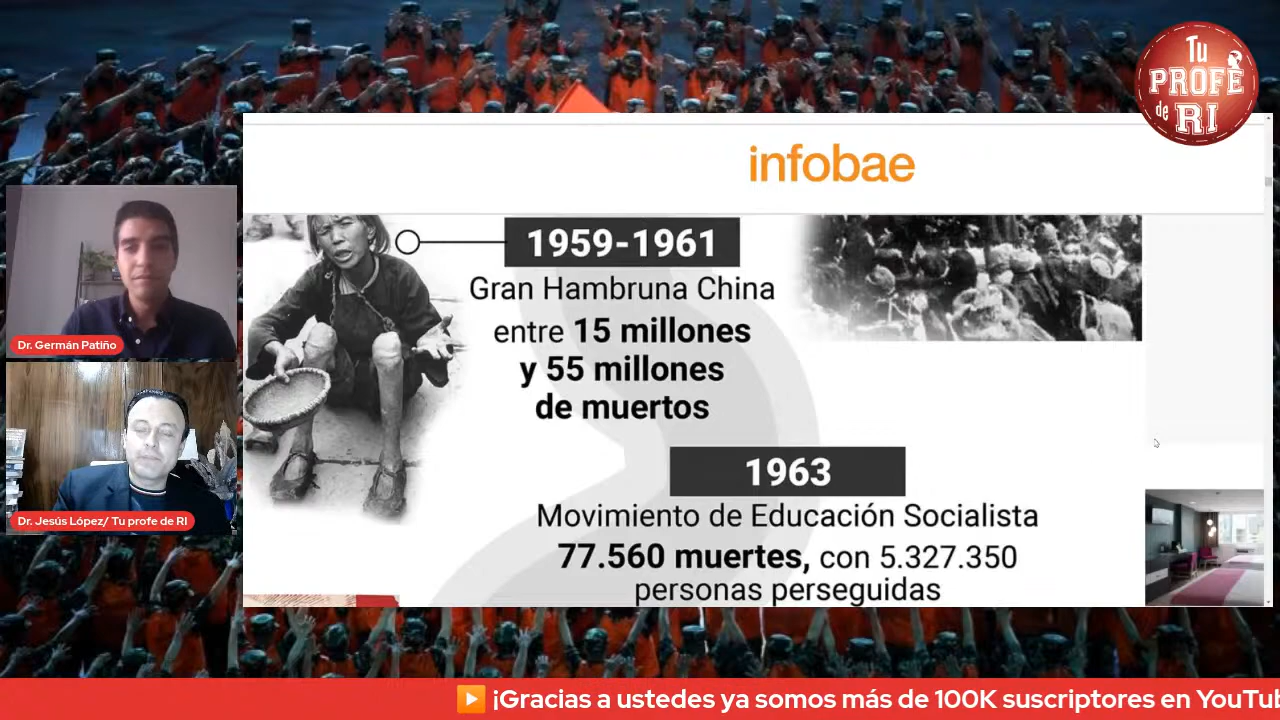 Tu
PROFE
de RI
infobae
1959-1961
Gran Hambruna China
entre 15 millones
y 55 millones
de muertos
1963
Movimiento de Educación Socialista
77.560 muertes, con 5.327.350
personas perseguidas
Dr. Germán Patiño
Dr. Jesús López/ Tu profe de RI
¡Gracias a ustedes ya somos más de 100K suscriptores en YouTub